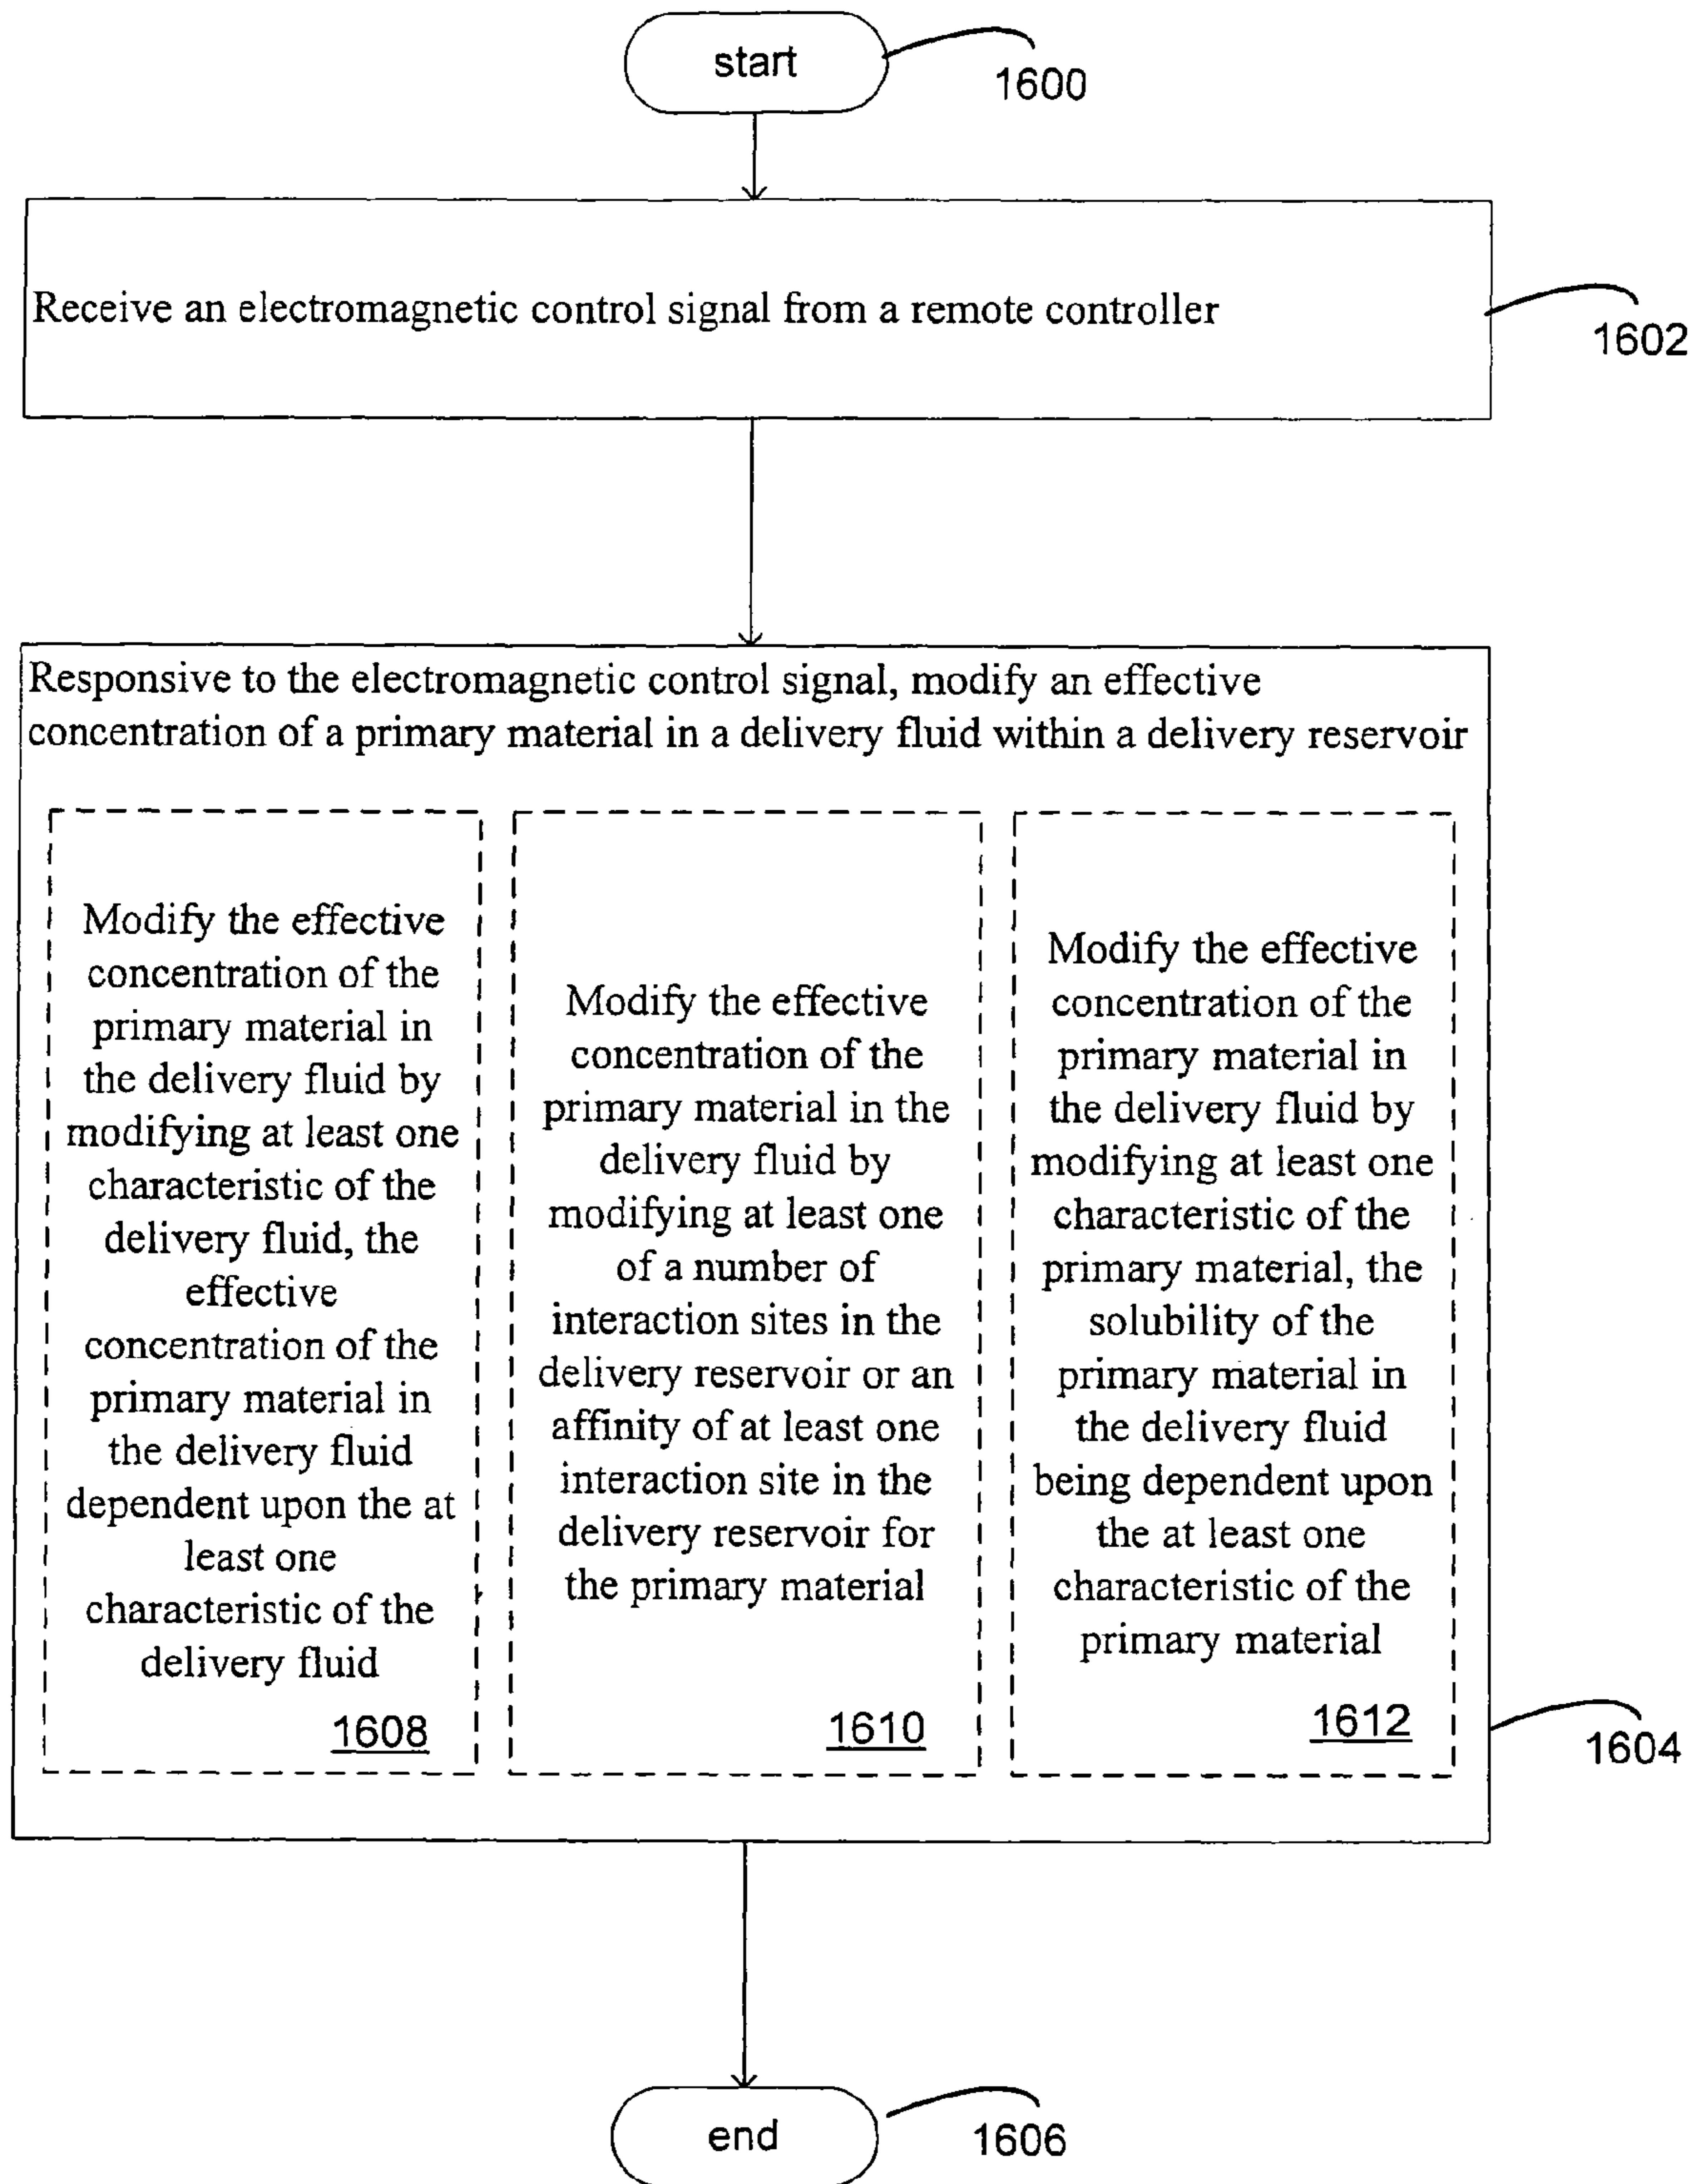 start
1600
Receive an electromagnetic control signal from a remote controller
1602
Responsive to the electromagnetic control signal, modify an effective
concentration of a primary material in a delivery fluid within a delivery reservoir
Modify the effective
concentration of the
primary material in
the delivery fluid by
modifying at least one
characteristic of the
delivery fluid, the
effective
concentration of the
primary material in
the delivery fluid
dependent upon the at
least one
characteristic of the
delivery fluid
1608
Modify the effective
concentration of the
primary material in the
delivery fluid by
modifying at least one
of a number of
interaction sites in the
delivery reservoir or an
affinity of at least one
interaction site in the
delivery reservoir for
the primary material
1610
Modify the effective
concentration of the
primary material in
the delivery fluid by
modifying at least one
characteristic of the
primary material, the
solubility of the
primary material in
the delivery fluid
being dependent upon
the at least one
characteristic of the
primary material
1612
1604
end
1606